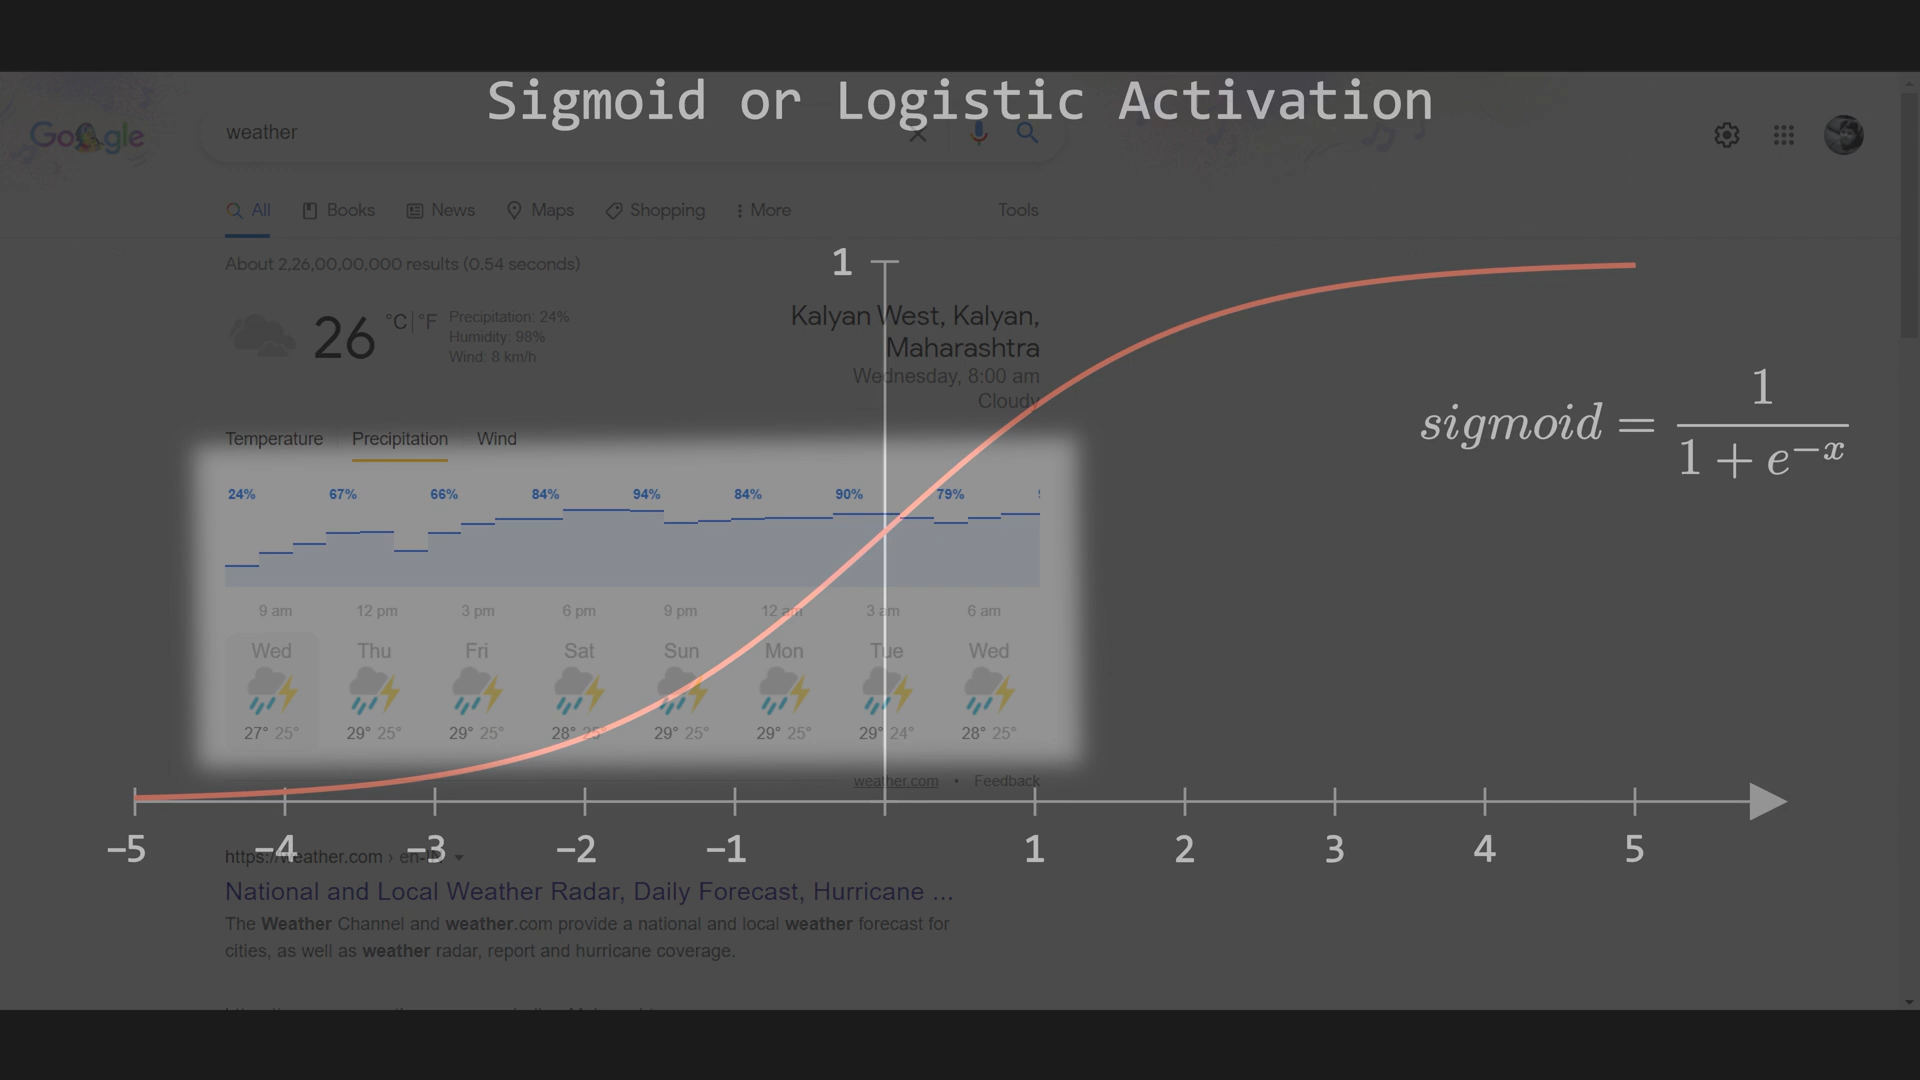 Sigmoid or Logistic Activation
Google
weather
All Books News Maps Shopping More Tools
About 2,26,00,00,000 results (0.54 seconds)
1
26 °C | °F
Precipitation: 24%
Humidity: 98%
Wind: 8 km/h
Kalyan West, Kalyan,
Maharashtra
Wednesday, 8:00 am
Cloudy
sigmoid = 1 / (1 + e^{−x})
Temperature Precipitation Wind
24% 67% 66% 84% 94% 84% 90% 79%
9 am 12 pm 3 pm 6 pm 9 pm 12 am 3 am 6 am
Wed Thu Fri Sat Sun Mon Tue Wed
27° 25° 29° 25° 29° 25° 28° 25° 29° 25° 29° 25° 29° 24° 28° 25°
weather.com • Feedback
−5 −4 −3 −2 −1 1 2 3 4 5
https://weather.com › en-IN
National and Local Weather Radar, Daily Forecast, Hurricane ...
The Weather Channel and weather.com provide a national and local weather forecast for
cities, as well as weather radar, report and hurricane coverage.